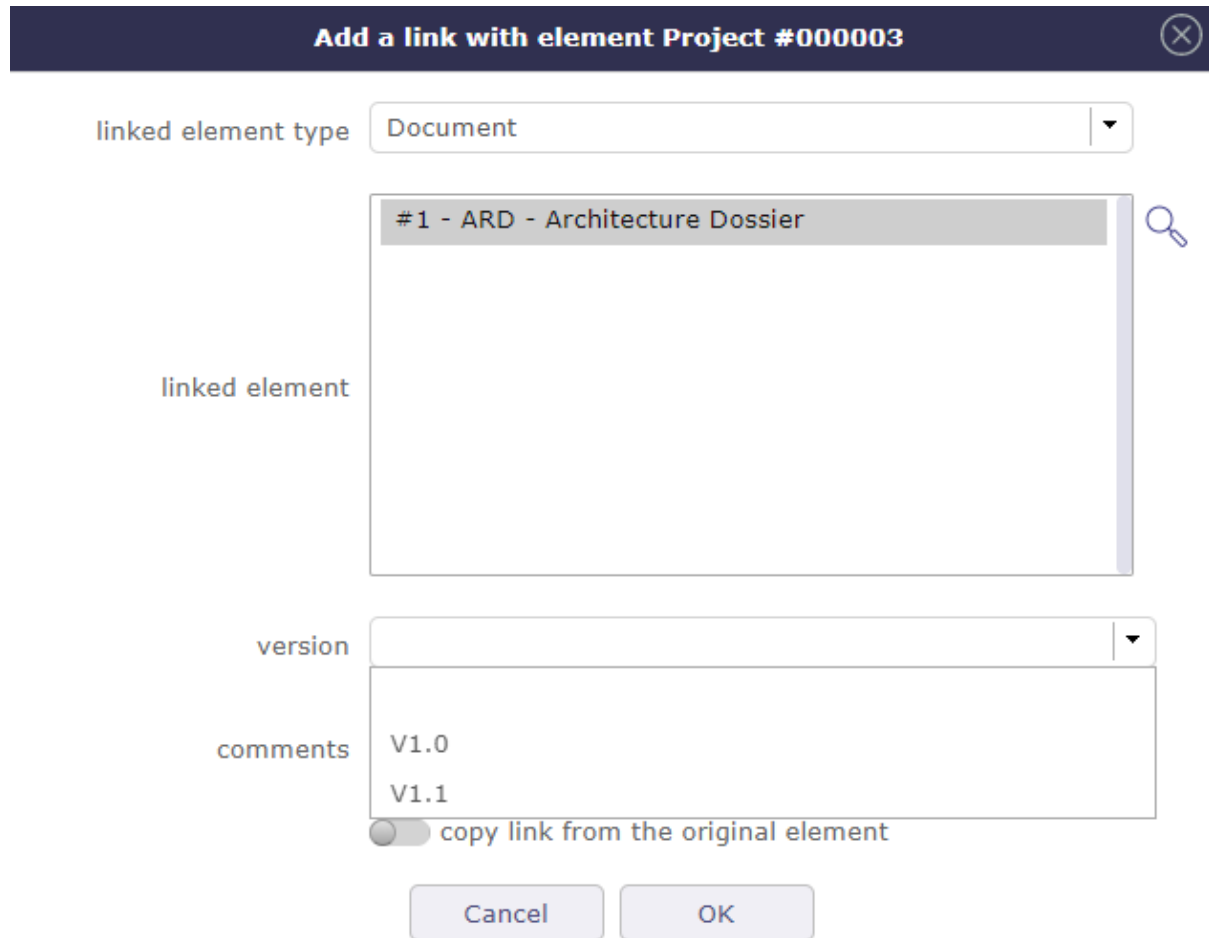 Add a link with element Project #000003
linked element type Document
#1 - ARD - Architecture Dossier
linked element
version
comments V1.0
V1.1
copy link from the original element
Cancel OK